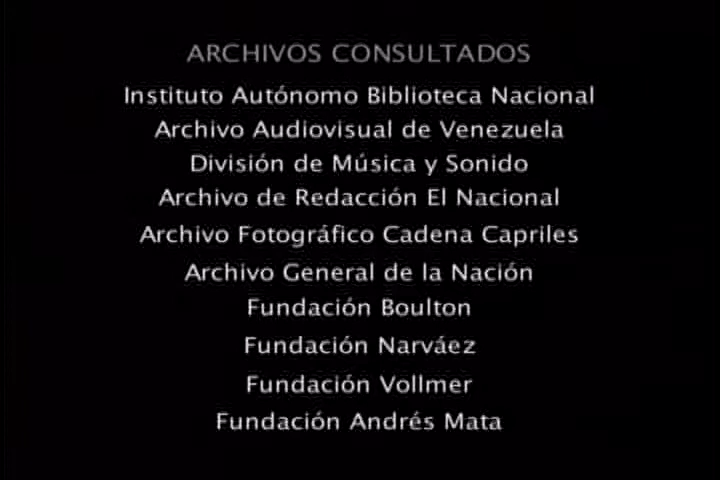 ARCHIVOS CONSULTADOS
Instituto Autónomo Biblioteca Nacional
Archivo Audiovisual de Venezuela
División de Música y Sonido
Archivo de Redacción El Nacional
Archivo Fotográfico Cadena Capriles
Archivo General de la Nación
Fundación Boulton
Fundación Narváez
Fundación Vollmer
Fundación Andrés Mata